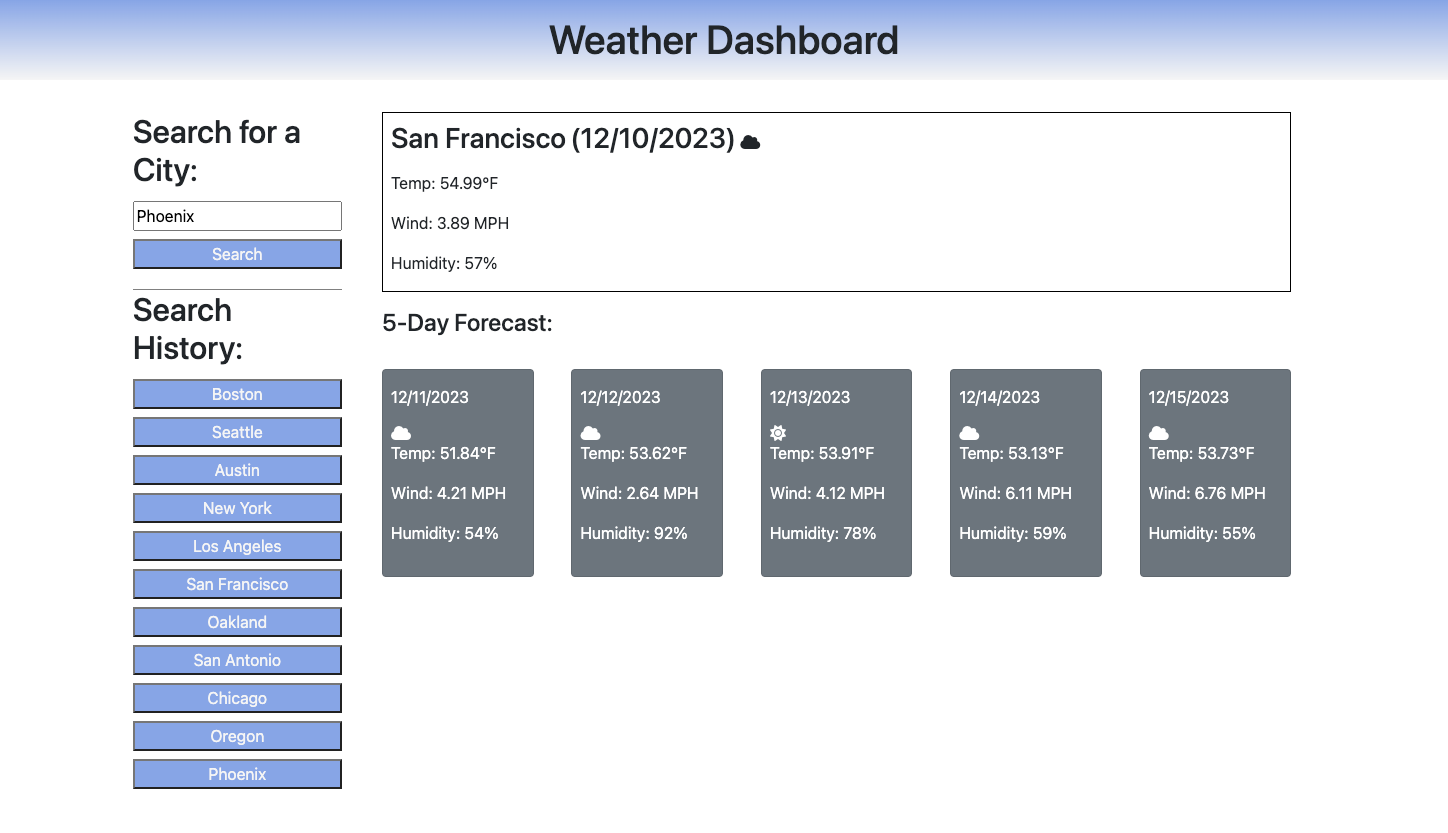 Weather Dashboard
Search for a
City:
Phoenix
Search
Search
History:
Boston
Seattle
Austin
New York
Los Angeles
San Francisco
Oakland
San Antonio
Chicago
Oregon
Phoenix
San Francisco (12/10/2023)
Temp: 54.99°F
Wind: 3.89 MPH
Humidity: 57%
5-Day Forecast:
12/11/2023
Temp: 51.84°F
Wind: 4.21 MPH
Humidity: 54%
12/12/2023
Temp: 53.62°F
Wind: 2.64 MPH
Humidity: 92%
12/13/2023
Temp: 53.91°F
Wind: 4.12 MPH
Humidity: 78%
12/14/2023
Temp: 53.13°F
Wind: 6.11 MPH
Humidity: 59%
12/15/2023
Temp: 53.73°F
Wind: 6.76 MPH
Humidity: 55%